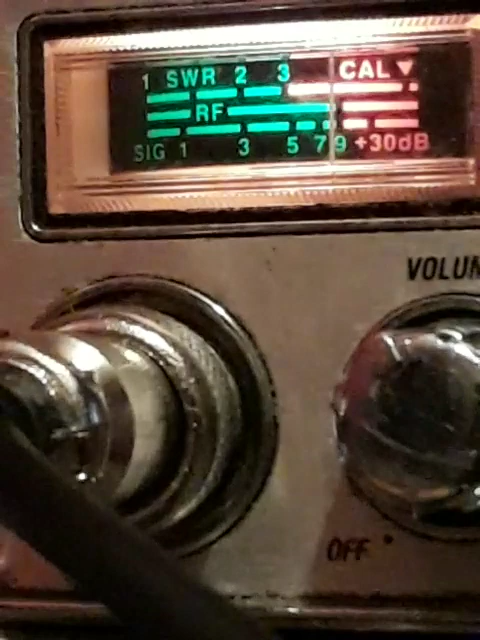 1 SWR 2 3 CAL▼
RF
SIG 1 3 5 7 9 +30dB
VOLUM
OFF